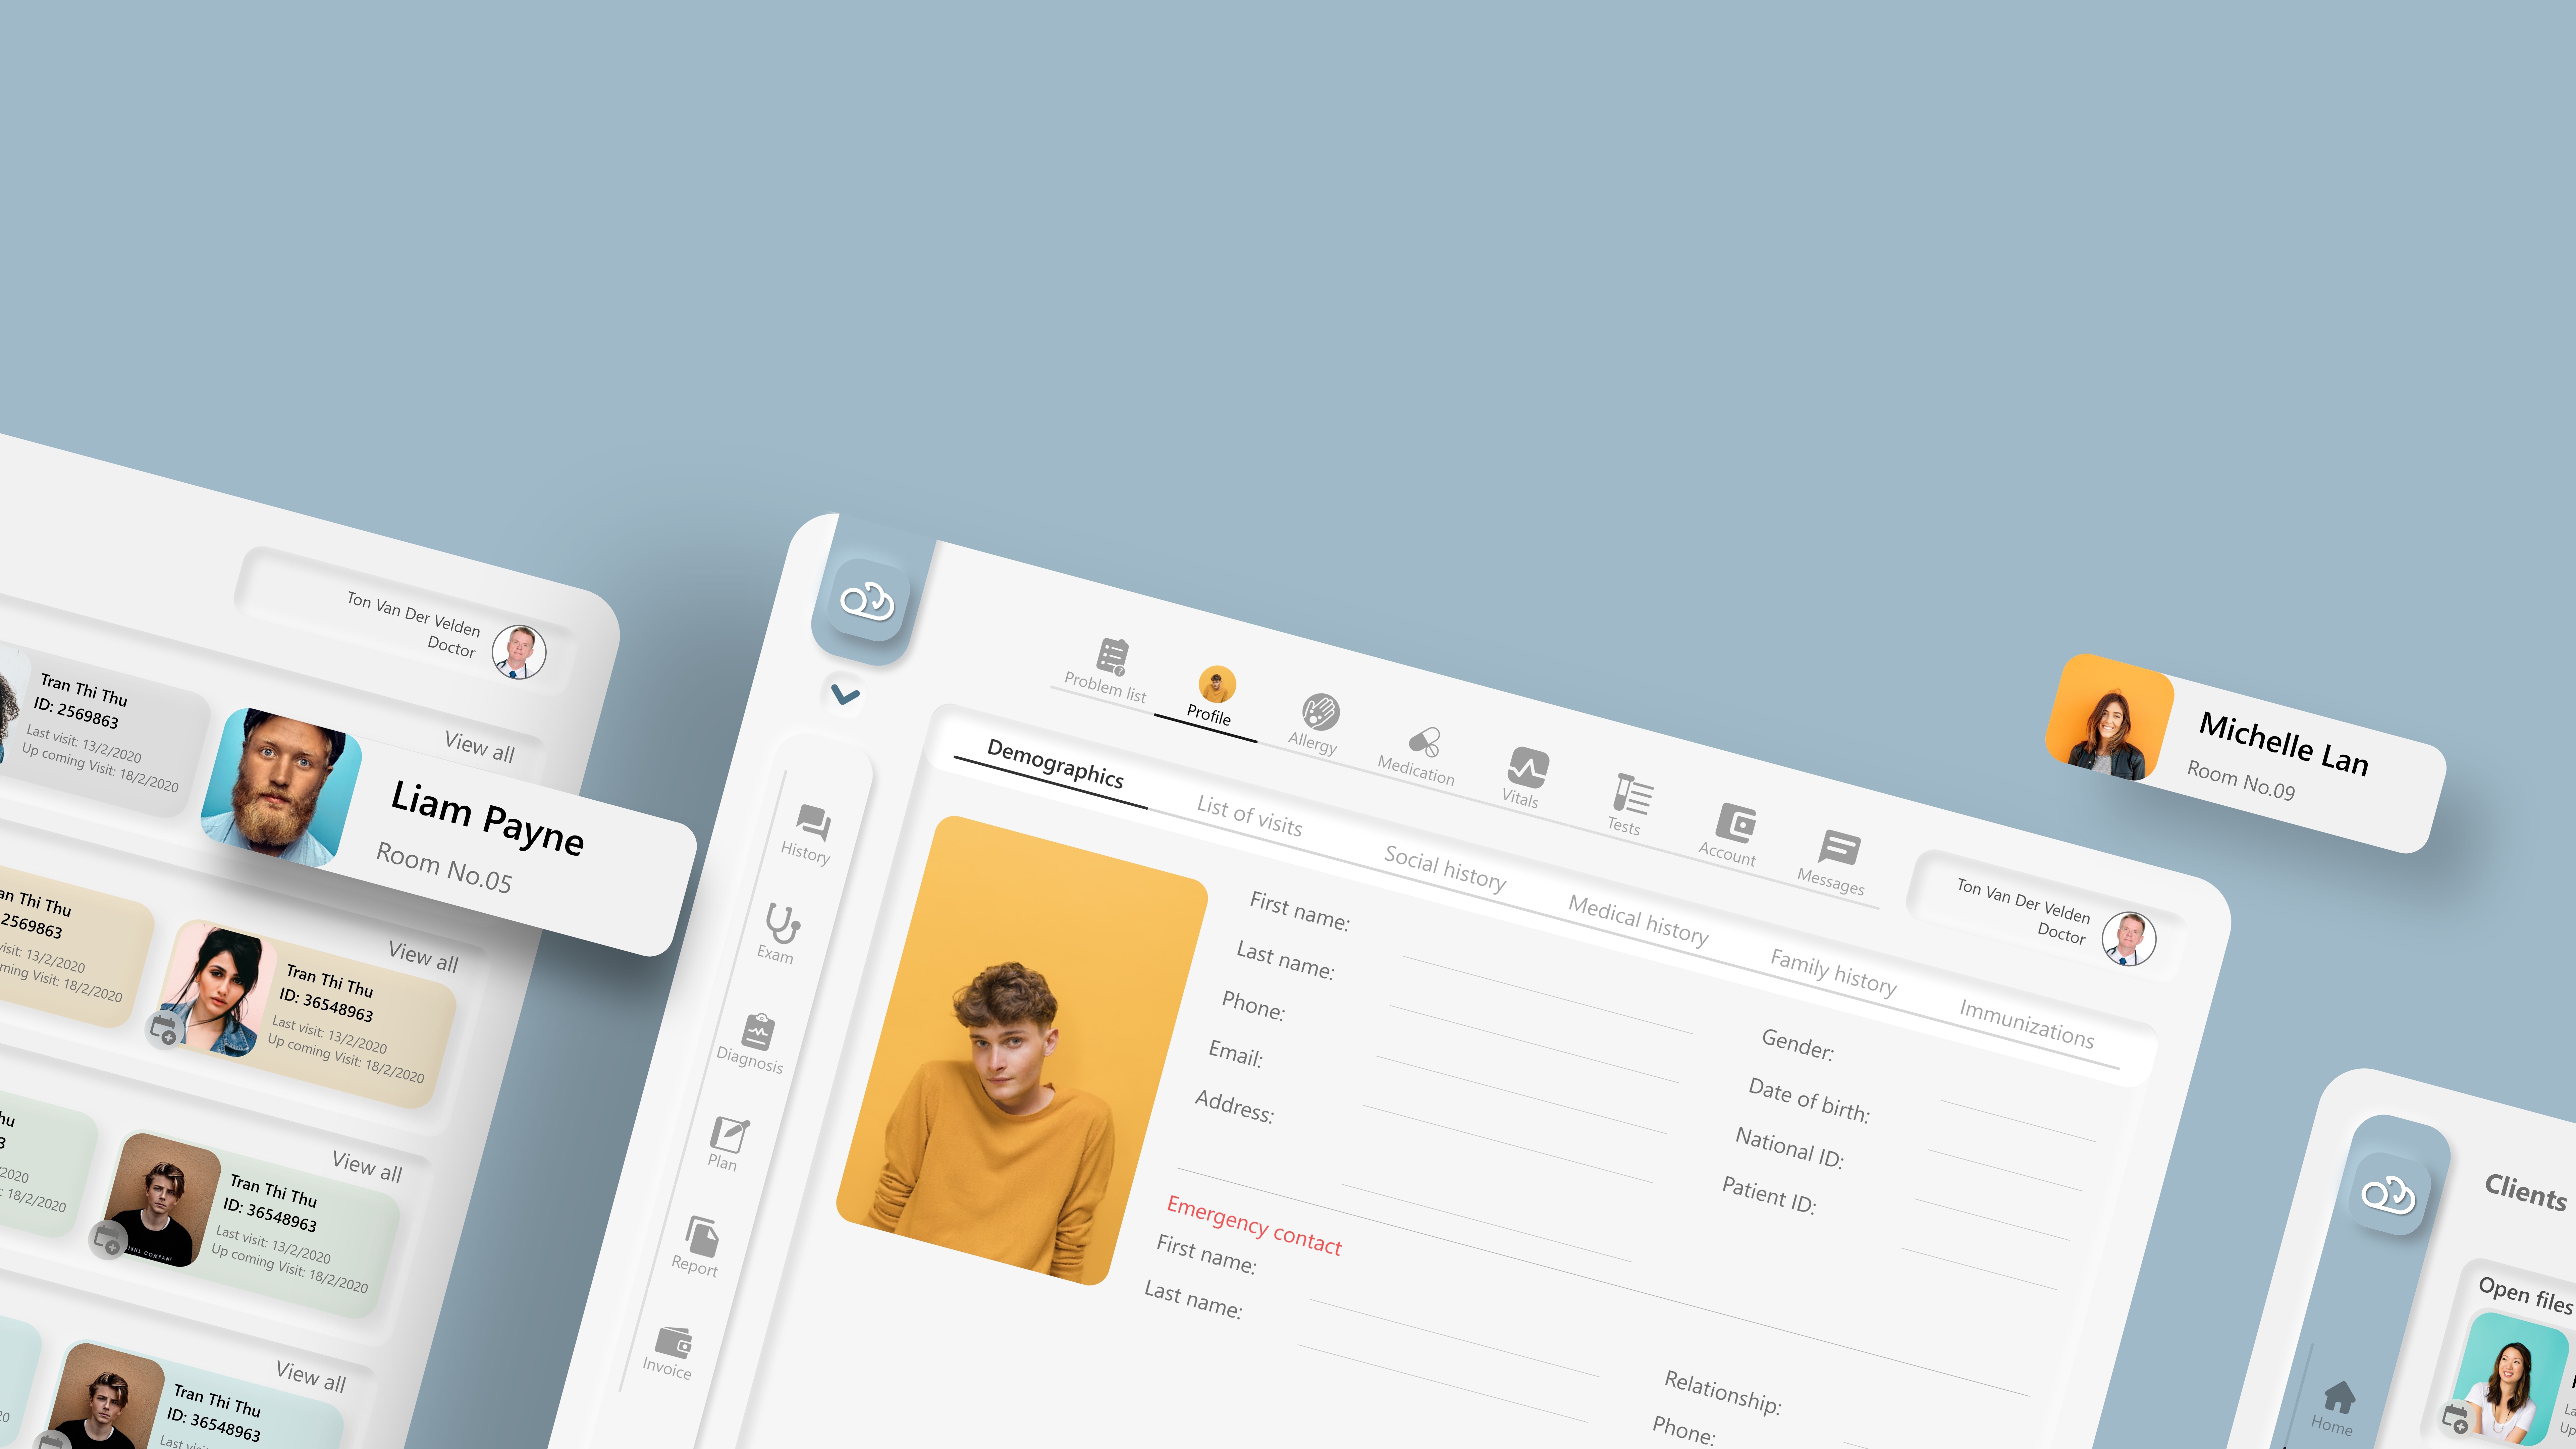 Ton Van Der Velden
Doctor
View all
Tran Thi Thu
ID: 2569863
Last visit: 13/2/2020
Up coming Visit: 18/2/2020
Liam Payne
Room No.05
View all
Thi Thu
2569863
13/2/2020
Visit: 18/2/2020
Tran Thi Thu
ID: 36548963
Last visit: 13/2/2020
Up coming Visit: 18/2/2020
View all
18/2/2020
Tran Thi Thu
ID: 36548963
Last visit: 13/2/2020
Up coming Visit: 18/2/2020
View all
Tran Thi Thu
ID: 36548963
Last visit:
Problem list
Profile
Allergy
Medication
Vitals
Tests
Account
Messages
Ton Van Der Velden
Doctor
Demographics
List of visits
Social history
Medical history
Family history
Immunizations
History
Exam
Diagnosis
Plan
Report
Invoice
First name:
Last name:
Phone:
Email:
Address:
Gender:
Date of birth:
National ID:
Patient ID:
Emergency contact
First name:
Last name:
Relationship:
Phone:
Michelle Lan
Room No.09
Clients
Open files
Home